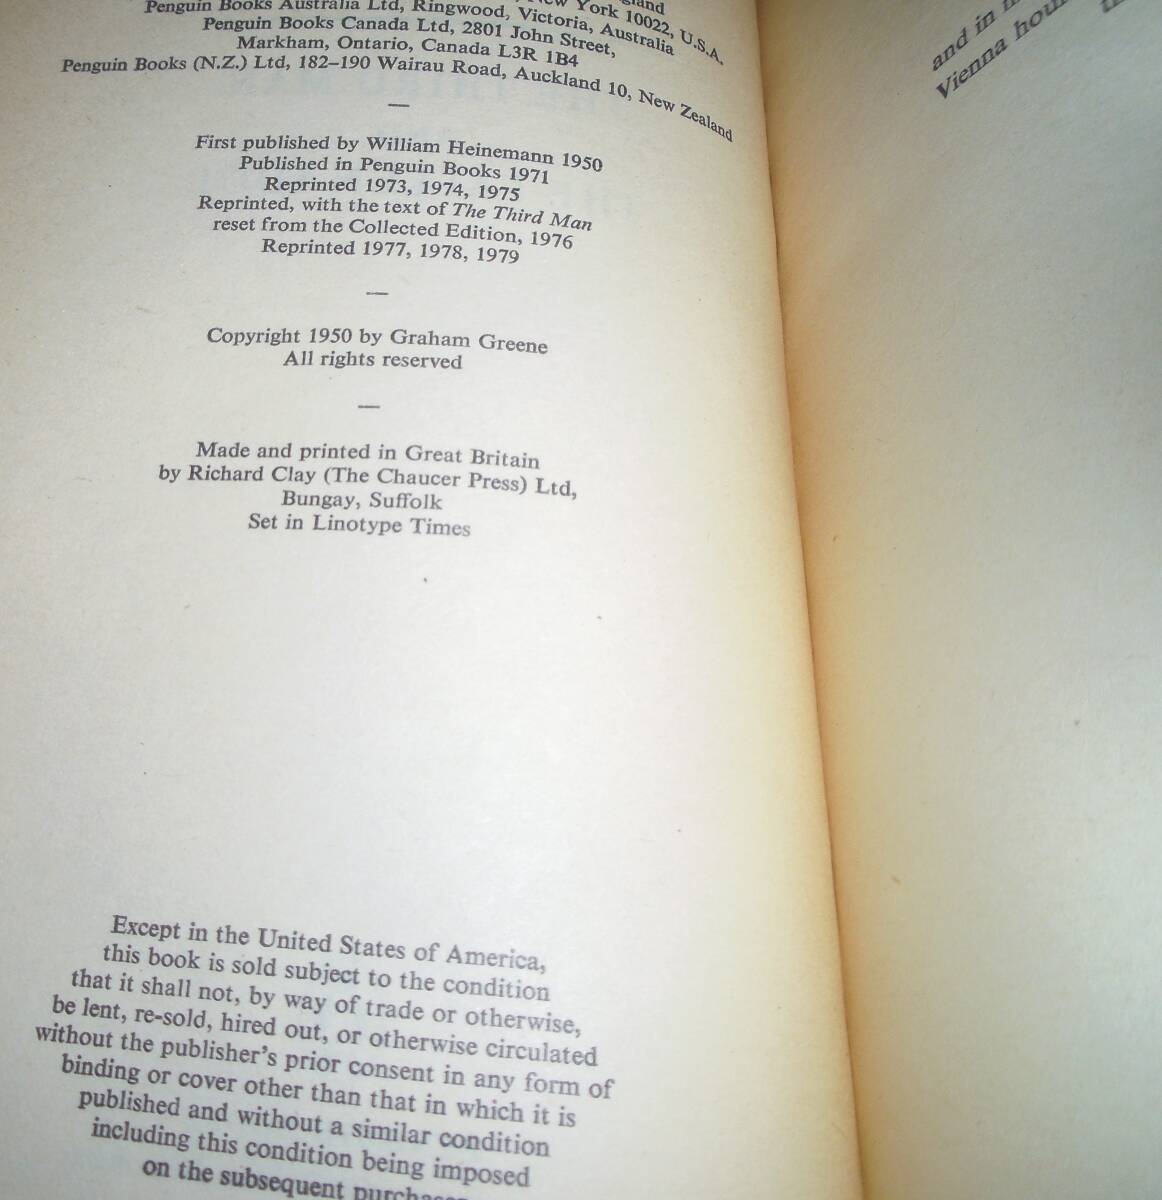 New York 10022, U.S.A.
Penguin Books Australia Ltd, Ringwood, Victoria, Australia
Penguin Books Canada Ltd, 2801 John Street,
Markham, Ontario, Canada L3R 1B4
Penguin Books (N.Z.) Ltd, 182–190 Wairau Road, Auckland 10, New Zealand
—
First published by William Heinemann 1950
Published in Penguin Books 1971
Reprinted 1973, 1974, 1975
Reprinted, with the text of The Third Man
reset from the Collected Edition, 1976
Reprinted 1977, 1978, 1979
—
Copyright 1950 by Graham Greene
All rights reserved
—
Made and printed in Great Britain
by Richard Clay (The Chaucer Press) Ltd,
Bungay, Suffolk
Set in Linotype Times
Except in the United States of America,
this book is sold subject to the condition
that it shall not, by way of trade or otherwise,
be lent, re-sold, hired out, or otherwise circulated
without the publisher's prior consent in any form of
binding or cover other than that in which it is
published and without a similar condition
including this condition being imposed
on the subsequent
and in
Vienna